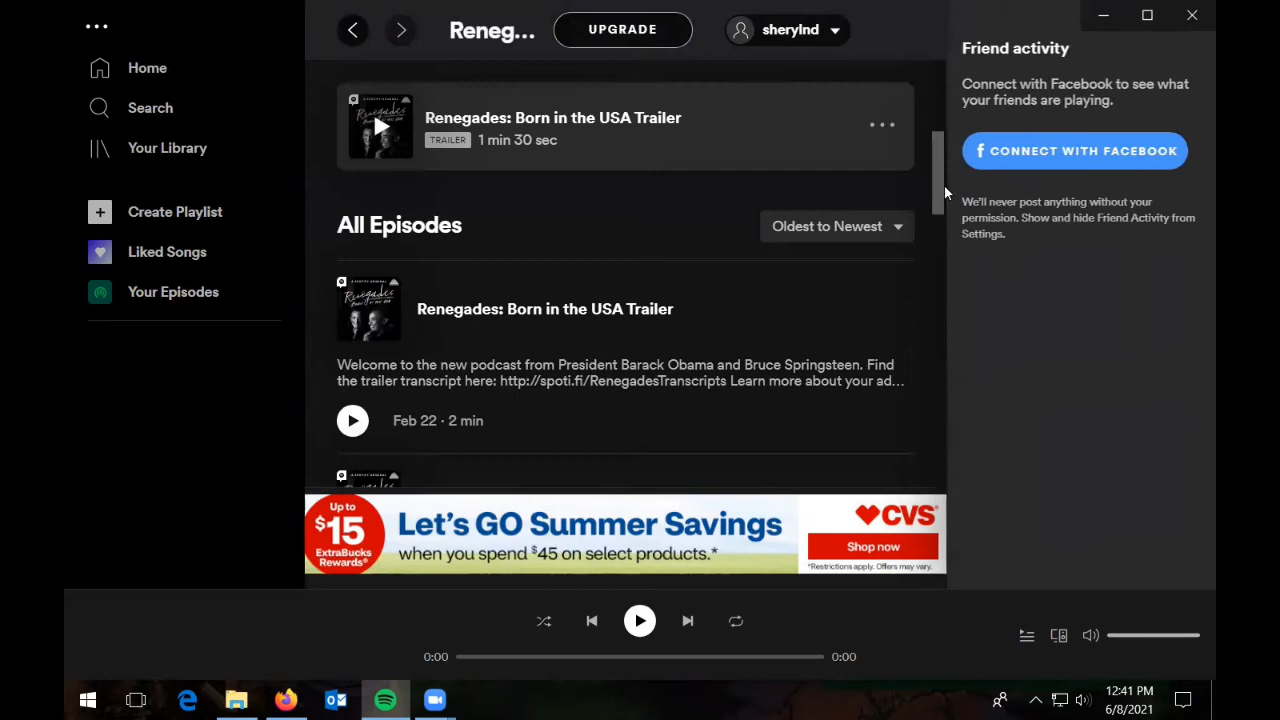 Home
Search
Your Library
Create Playlist
Liked Songs
Your Episodes
Reneg...
UPGRADE
sherylnd
Renegades: Born in the USA Trailer
TRAILER 1 min 30 sec
All Episodes
Oldest to Newest
Renegades: Born in the USA Trailer
Welcome to the new podcast from President Barack Obama and Bruce Springsteen. Find
the trailer transcript here: http://spoti.fi/RenegadesTranscripts Learn more about your ad...
Feb 22 · 2 min
Up to
$15
ExtraBucks
Rewards®
Let's GO Summer Savings
when you spend $45 on select products.*
CVS
Shop now
*Restrictions apply. Offers may vary.
Friend activity
Connect with Facebook to see what
your friends are playing.
f CONNECT WITH FACEBOOK
We'll never post anything without your
permission. Show and hide Friend Activity from
Settings.
0:00
0:00
12:41 PM
6/8/2021